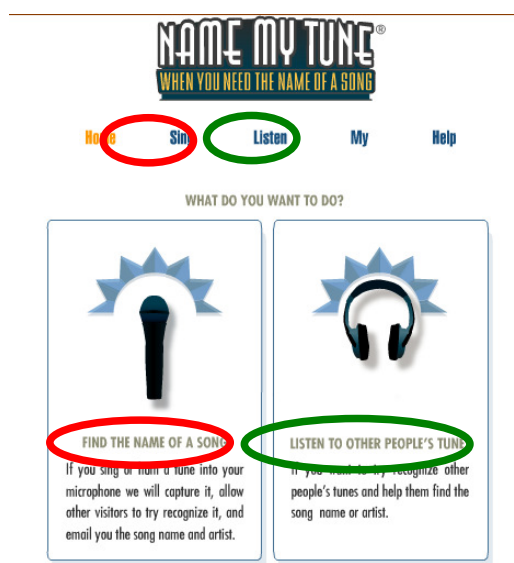 NAME MY TUNE®
WHEN YOU NEED THE NAME OF A SONG
Home Sing Listen My Help
WHAT DO YOU WANT TO DO?
FIND THE NAME OF A SONG
If you sing or hum a tune into your
microphone we will capture it, allow
other visitors to try recognize it, and
email you the song name and artist.
LISTEN TO OTHER PEOPLE'S TUNE
If you want to try recognize other
people's tunes and help them find the
song name or artist.